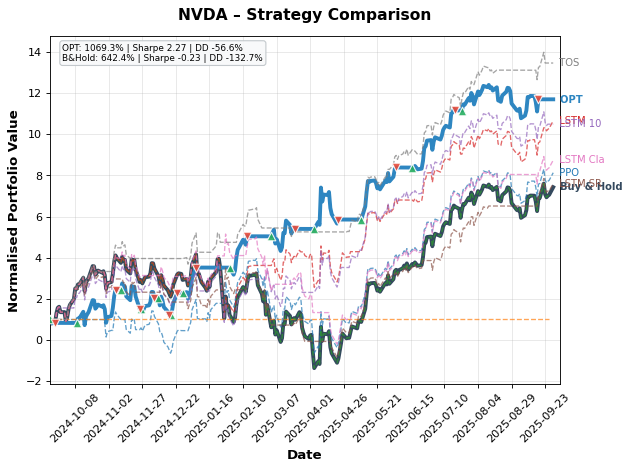 NVDA – Strategy Comparison
OPT: 1069.3% | Sharpe 2.27 | DD -56.6%
B&Hold: 642.4% | Sharpe -0.23 | DD -132.7%
Normalised Portfolio Value
14
12
10
8
6
4
2
0
−2
TOS
OPT
LSTM 10
LSTM Cla
PPO
Buy & Hold
2024-10-08
2024-11-02
2024-11-27
2024-12-22
2025-01-16
2025-02-10
2025-03-07
2025-04-01
2025-04-26
2025-05-21
2025-06-15
2025-07-10
2025-08-04
2025-08-29
2025-09-23
Date